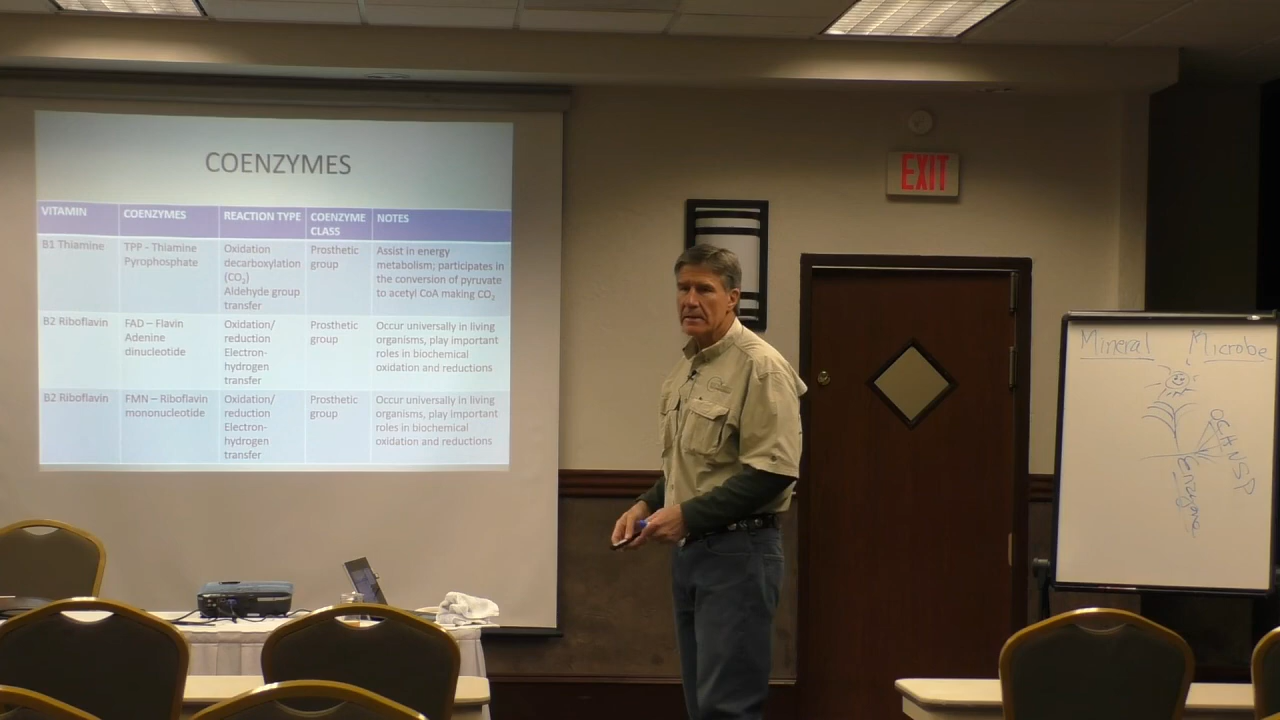 COENZYMES
VITAMIN
COENZYMES
REACTION TYPE
COENZYME
CLASS
NOTES
B1 Thiamine
TPP - Thiamine
Pyrophosphate
Oxidation
decarboxylation
(CO2)
Aldehyde group
transfer
Prosthetic
group
Assist in energy
metabolism; participates in
the conversion of pyruvate
to acetyl CoA making CO2
B2 Riboflavin
FAD – Flavin
Adenine
dinucleotide
Oxidation/
reduction
Electron-
hydrogen
transfer
Prosthetic
group
Occur universally in living
organisms, play important
roles in biochemical
oxidation and reductions
B2 Riboflavin
FMN – Riboflavin
mononucleotide
Oxidation/
reduction
Electron-
hydrogen
transfer
Prosthetic
group
Occur universally in living
organisms, play important
roles in biochemical
oxidation and reductions
EXIT
Mineral Microbe
OCHNSP